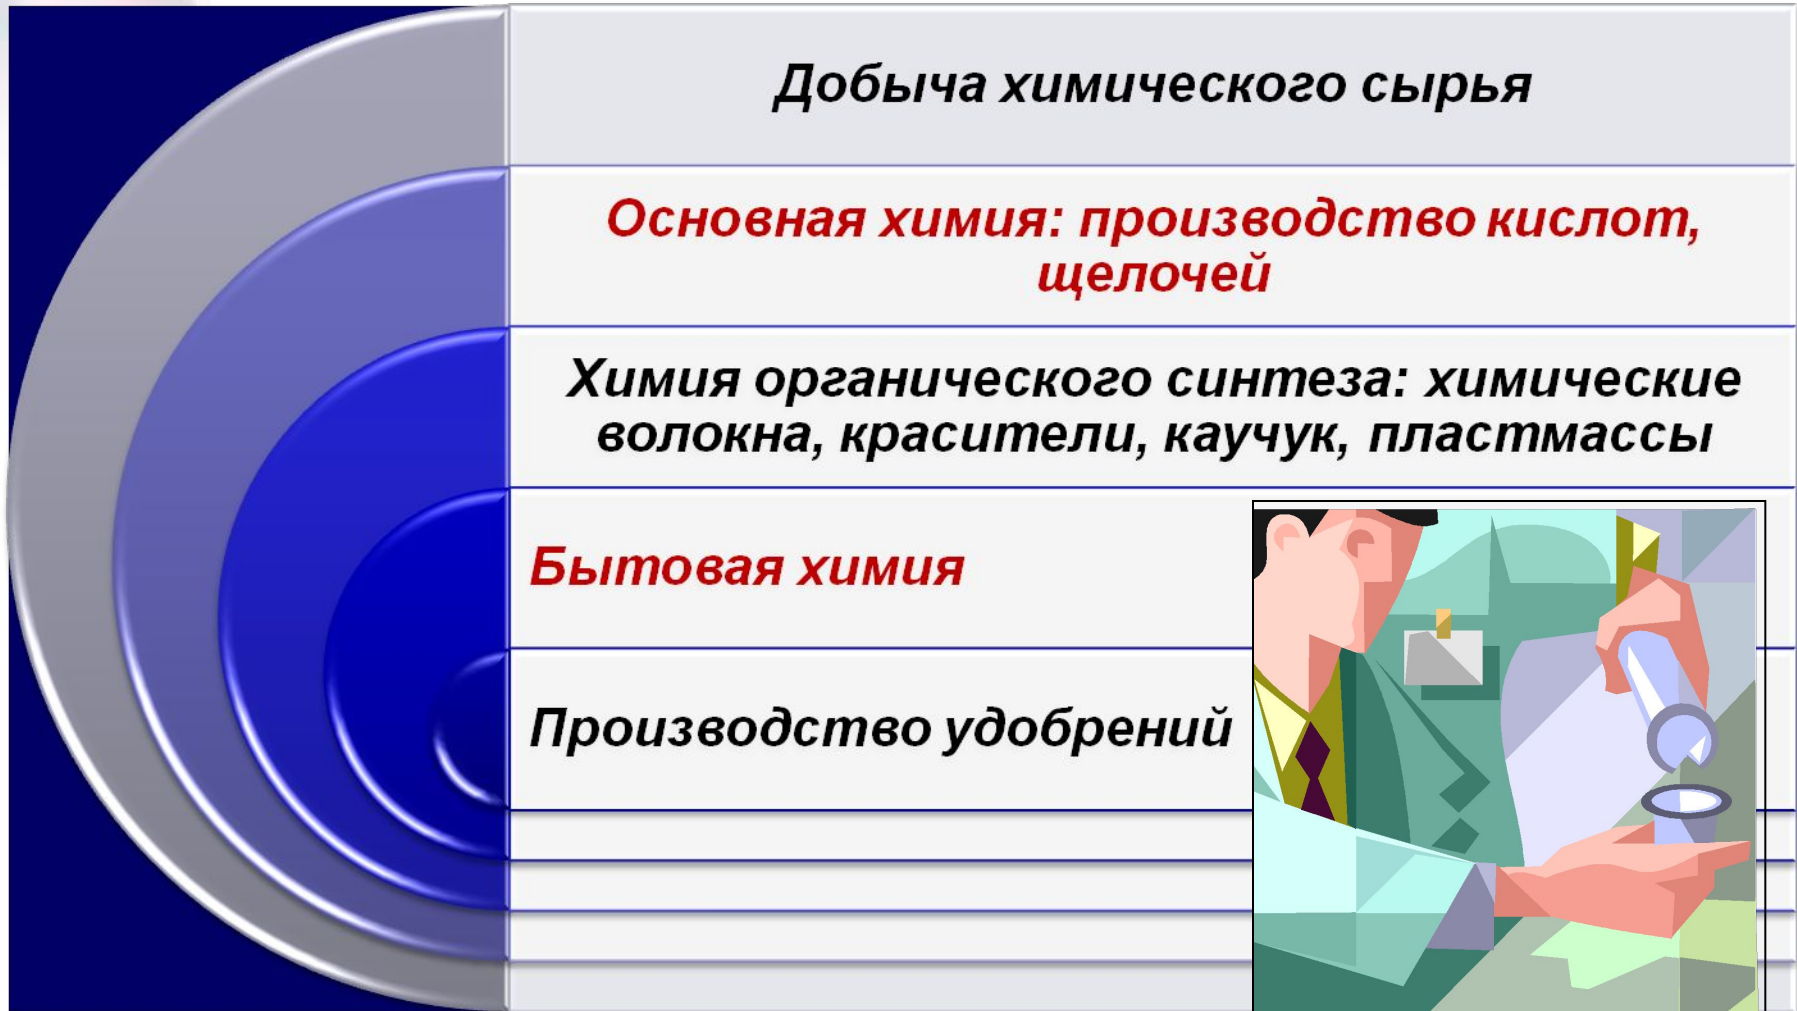 Добыча химического сырья
Основная химия: производство кислот,
щелочей
Химия органического синтеза: химические
волокна, красители, каучук, пластмассы
Бытовая химия
Производство удобрений